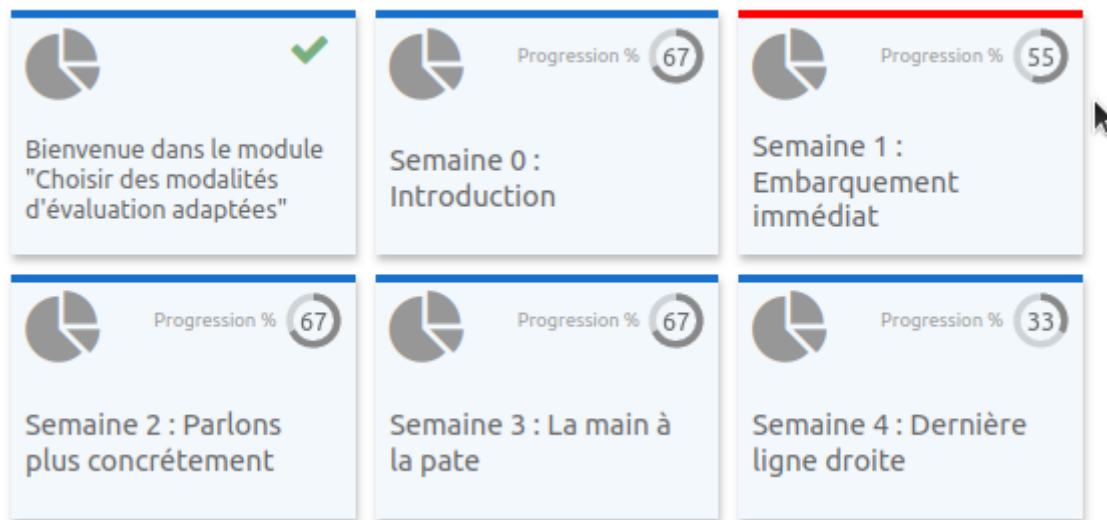 Bienvenue dans le module
"Choisir des modalités
d'évaluation adaptées"
Progression % 67
Semaine 0 :
Introduction
Progression % 55
Semaine 1 :
Embarquement
immédiat
Progression % 67
Semaine 2 : Parlons
plus concrétement
Progression % 67
Semaine 3 : La main à
la pate
Progression % 33
Semaine 4 : Dernière
ligne droite